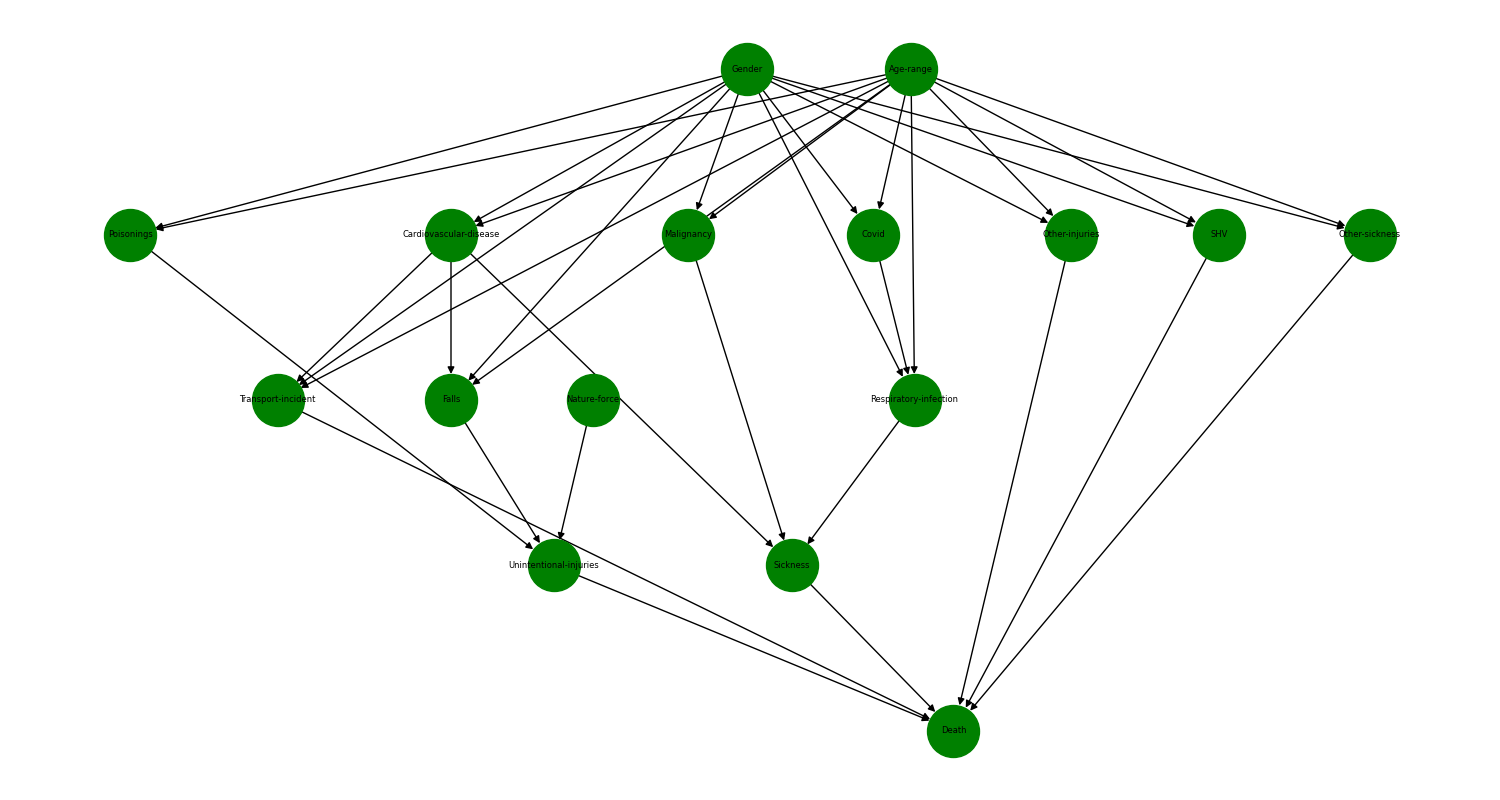 Gender
Age-range
Poisonings
Cardiovascular-disease
Malignancy
Covid
Other-injuries
SHV
Other-sickness
Transport-incident
Falls
Nature-force
Respiratory-infection
Unintentional-injuries
Sickness
Death